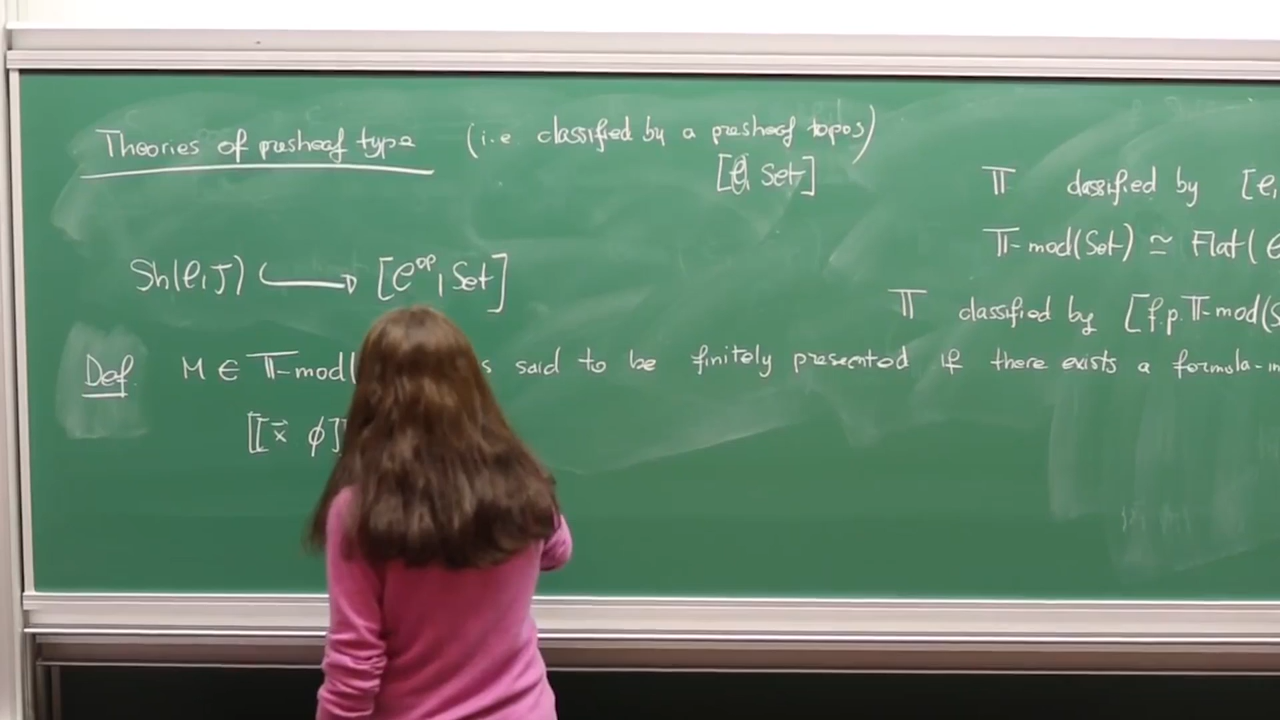 Theories of presheaf type (i.e classified by a presheaf topos)
[𝒞, Set]
𝕋 classified by [𝒞,
𝕋-mod(Set) ≃ Flat(𝒞
Sh(𝒞,J) ↪ [𝒞^op, Set]
𝕋 classified by [f.p.𝕋-mod(S
Def. M ∈ 𝕋-mod( s said to be finitely presented if there exists a formula-in
[[x⃗ ϕ]]